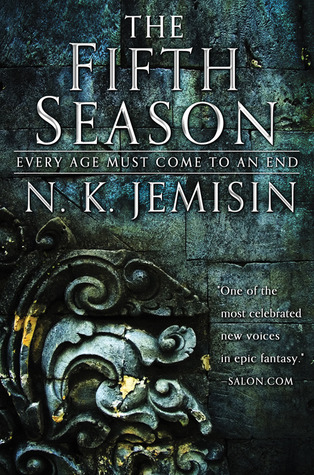 THE
FIFTH
SEASON
EVERY AGE MUST COME TO AN END
N. K. JEMISIN
"One of the
most celebrated
new voices
in epic fantasy."
SALON.COM